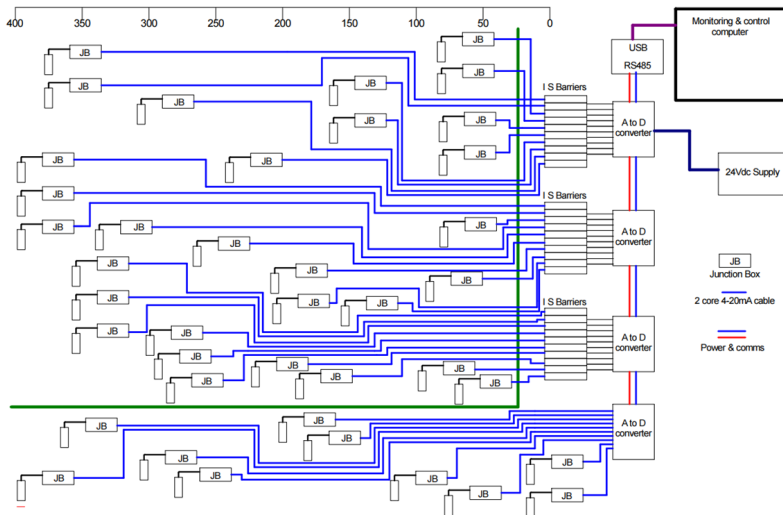 400 350 300 250 200 150 100 50 0
Monitoring & control
computer
JB
USB
RS485
JB
JB
JB
JB
I S Barriers
JB
JB
JB
A to D
converter
JB
JB
JB
24Vdc Supply
JB
I S Barriers
JB
JB
JB
A to D
converter
JB
JB
JB
JB
JB
Junction Box
JB
I S Barriers
JB
JB
2 core 4-20mA cable
JB
JB
A to D
converter
Power & comms
JB
JB
JB
JB
JB
JB
JB
JB
A to D
converter
JB
JB
JB
JB
JB
JB
JB
JB
JB